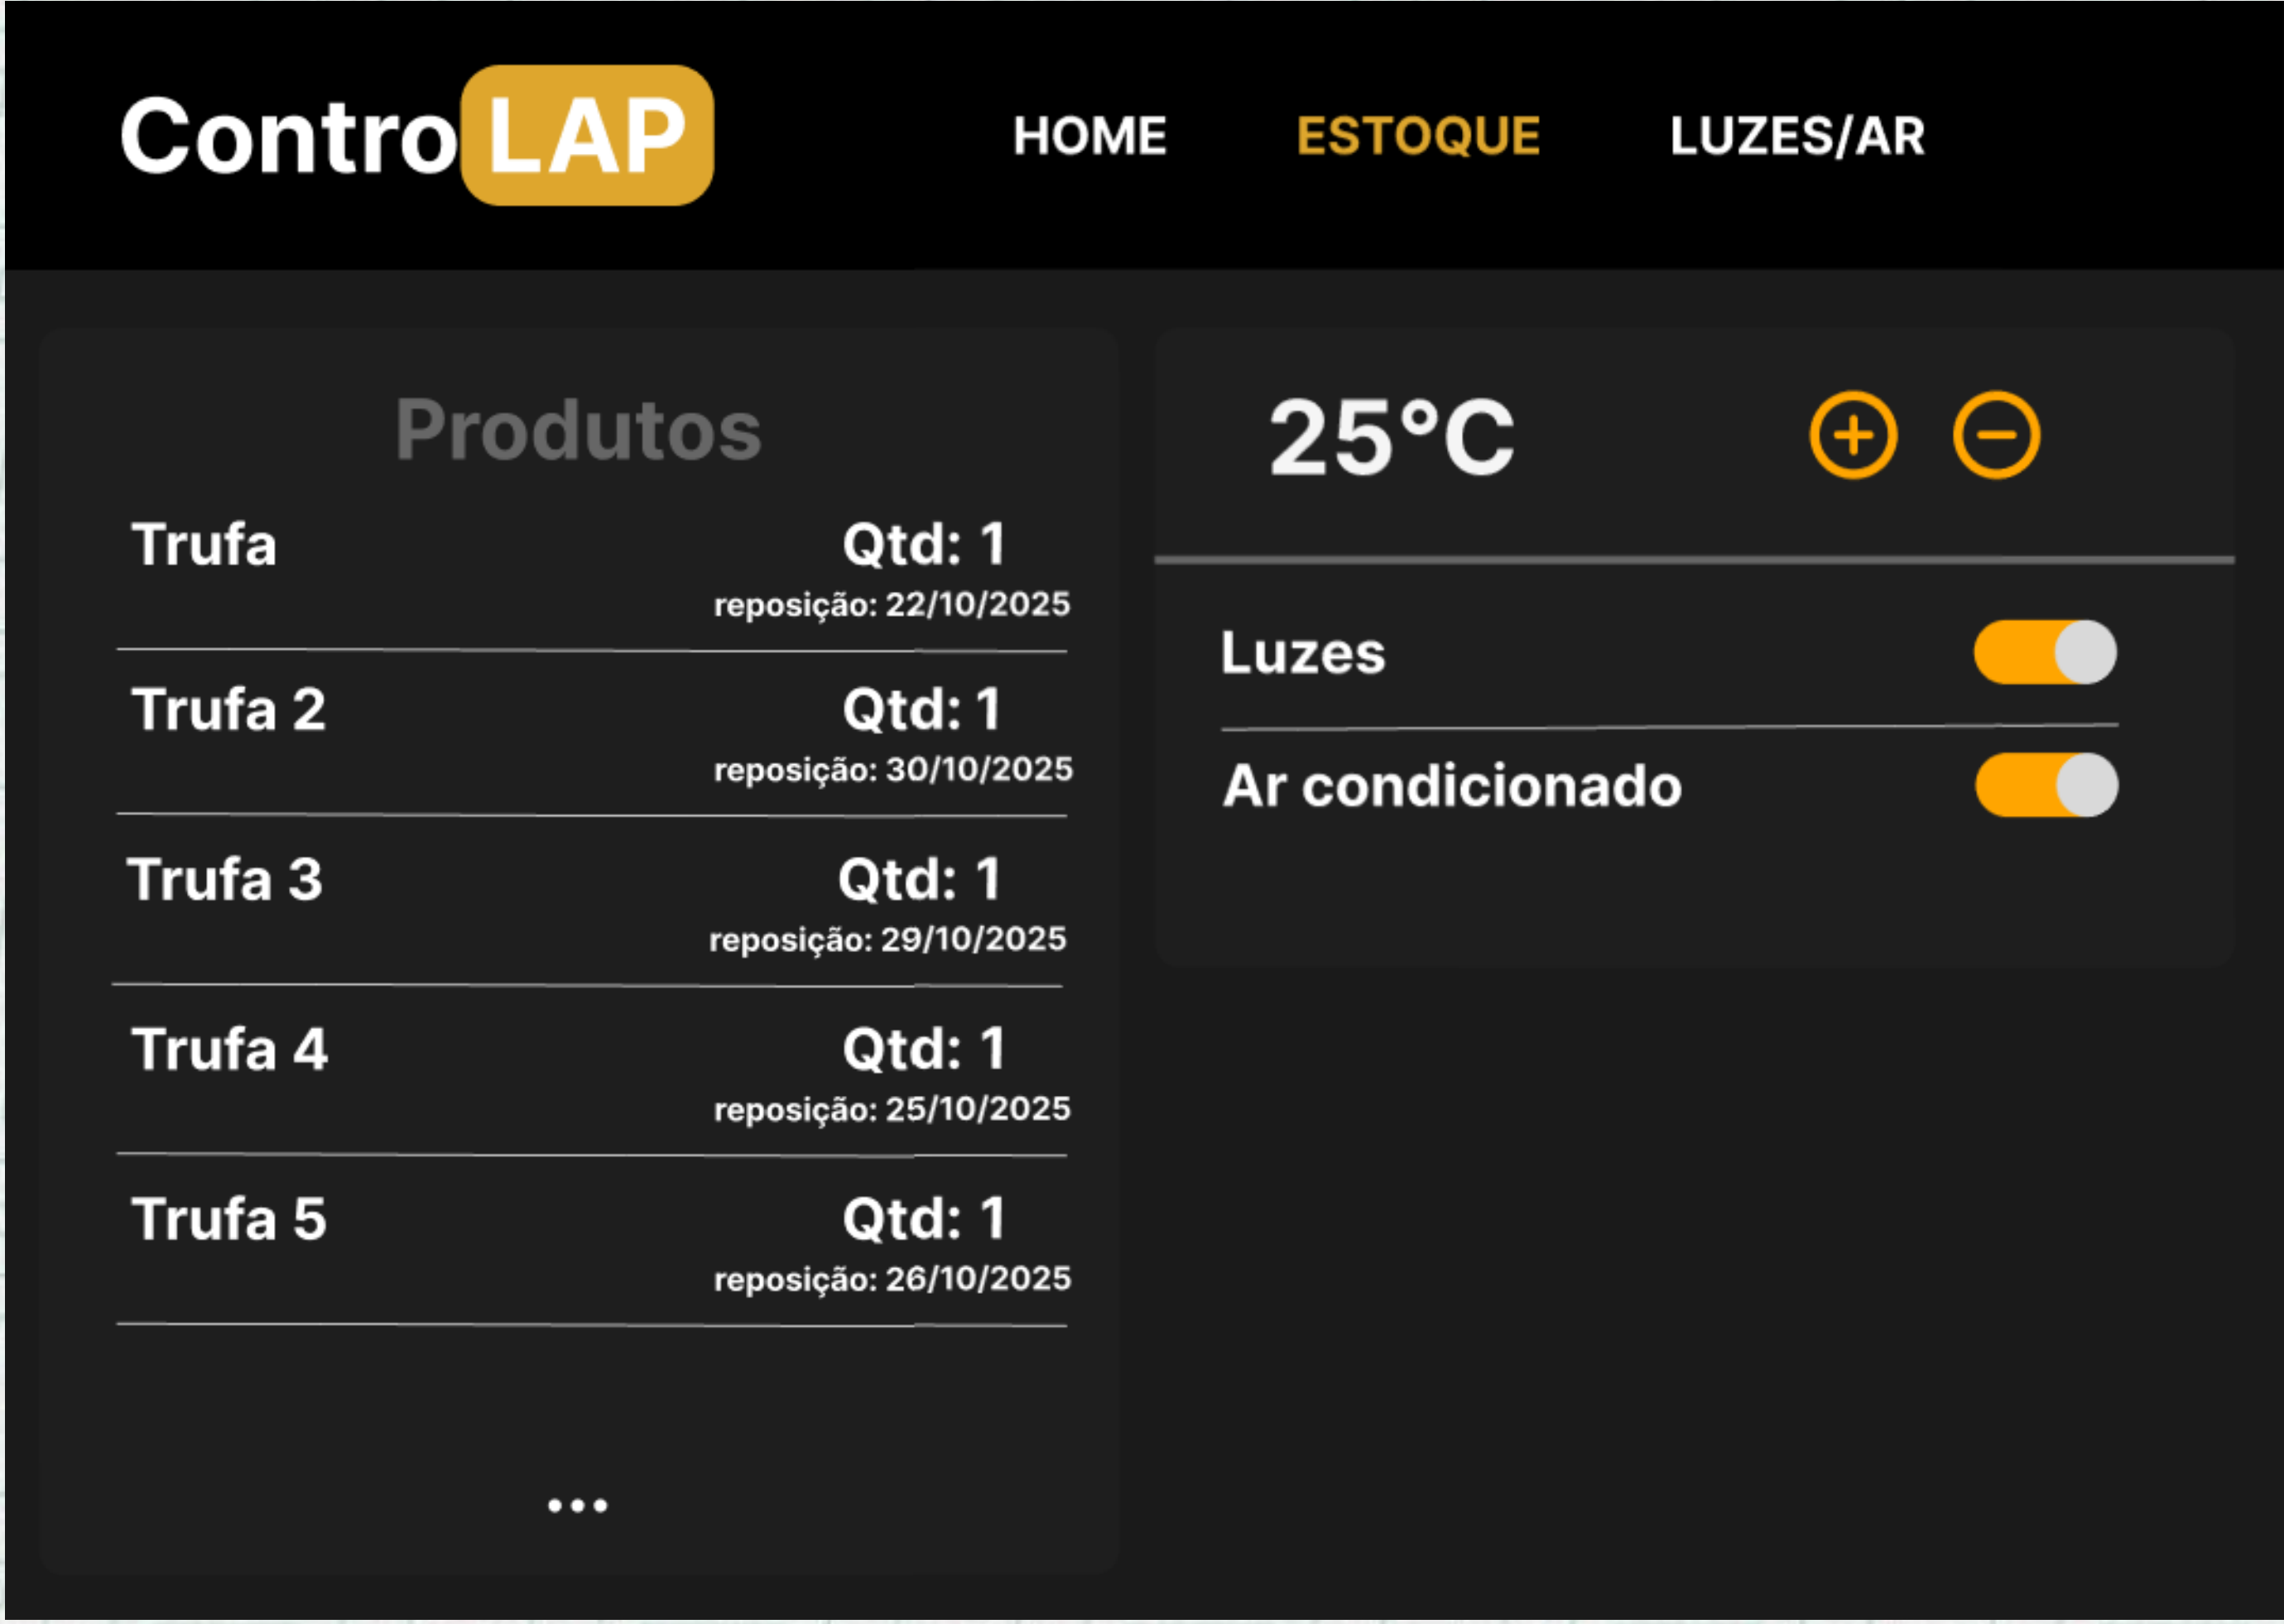 ControLAP
HOME ESTOQUE LUZES/AR
Produtos
Trufa Qtd: 1
reposição: 22/10/2025
Trufa 2 Qtd: 1
reposição: 30/10/2025
Trufa 3 Qtd: 1
reposição: 29/10/2025
Trufa 4 Qtd: 1
reposição: 25/10/2025
Trufa 5 Qtd: 1
reposição: 26/10/2025
...
25°C
Luzes
Ar condicionado